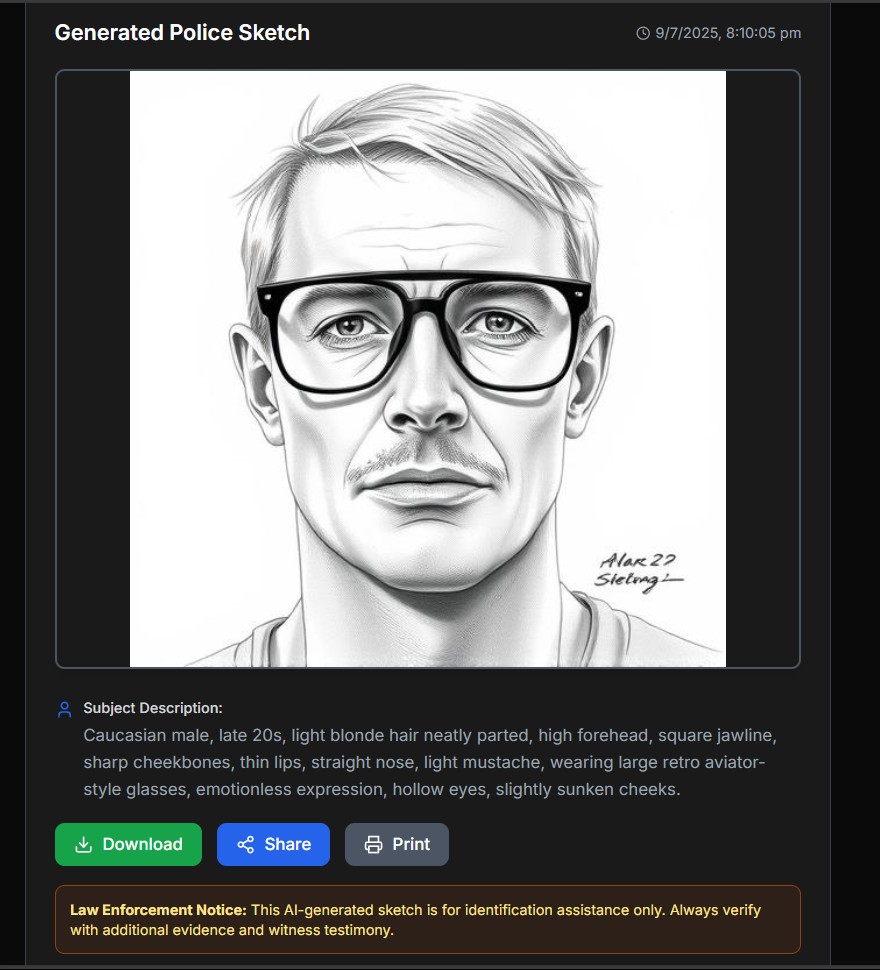 Generated Police Sketch
9/7/2025, 8:10:05 pm
Subject Description:
Caucasian male, late 20s, light blonde hair neatly parted, high forehead, square jawline,
sharp cheekbones, thin lips, straight nose, light mustache, wearing large retro aviator-
style glasses, emotionless expression, hollow eyes, slightly sunken cheeks.
Download
Share
Print
Law Enforcement Notice: This AI-generated sketch is for identification assistance only. Always verify
with additional evidence and witness testimony.